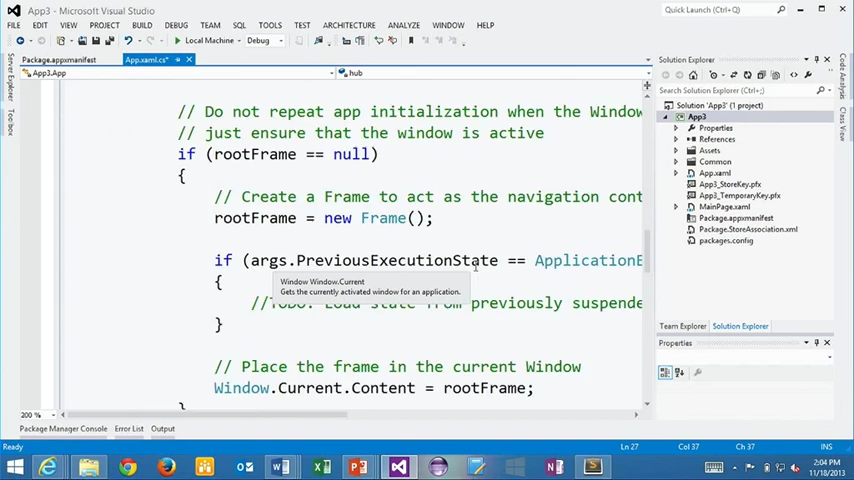 App3 - Microsoft Visual Studio
Quick Launch (Ctrl+Q)
FILE EDIT VIEW PROJECT BUILD DEBUG TEAM SQL TOOLS TEST ARCHITECTURE ANALYZE WINDOW HELP
Local Machine Debug
Package.appxmanifest App.xaml.cs*
Solution Explorer
App3.App hub
Search Solution Explorer (Ctrl+;)
Solution 'App3' (1 project)
App3
Properties
References
Assets
Common
App.xaml
App3_StoreKey.pfx
App3_TemporaryKey.pfx
MainPage.xaml
Package.appxmanifest
Package.StoreAssociation.xml
packages.config
Team Explorer Solution Explorer
Properties
Server Explorer
Toolbox
Code Analysis
Class View
// Do not repeat app initialization when the Window
// just ensure that the window is active
if (rootFrame == null)
{
// Create a Frame to act as the navigation cont
rootFrame = new Frame();
if (args.PreviousExecutionState == ApplicationE
Window Window.Current
Gets the currently activated window for an application.
{
//TODO: Load state from previously suspende
}
// Place the frame in the current Window
Window.Current.Content = rootFrame;
}
200 %
Package Manager Console Error List Output
Ready Ln 27 Col 37 Ch 37 INS
2:04 PM
11/18/2013